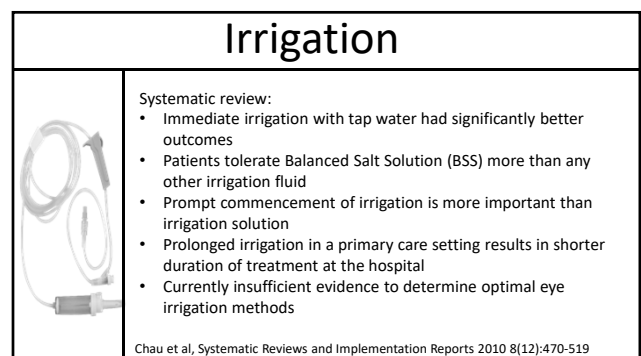 Irrigation
Systematic review:
• Immediate irrigation with tap water had significantly better
outcomes
• Patients tolerate Balanced Salt Solution (BSS) more than any
other irrigation fluid
• Prompt commencement of irrigation is more important than
irrigation solution
• Prolonged irrigation in a primary care setting results in shorter
duration of treatment at the hospital
• Currently insufficient evidence to determine optimal eye
irrigation methods
Chau et al, Systematic Reviews and Implementation Reports 2010 8(12):470-519